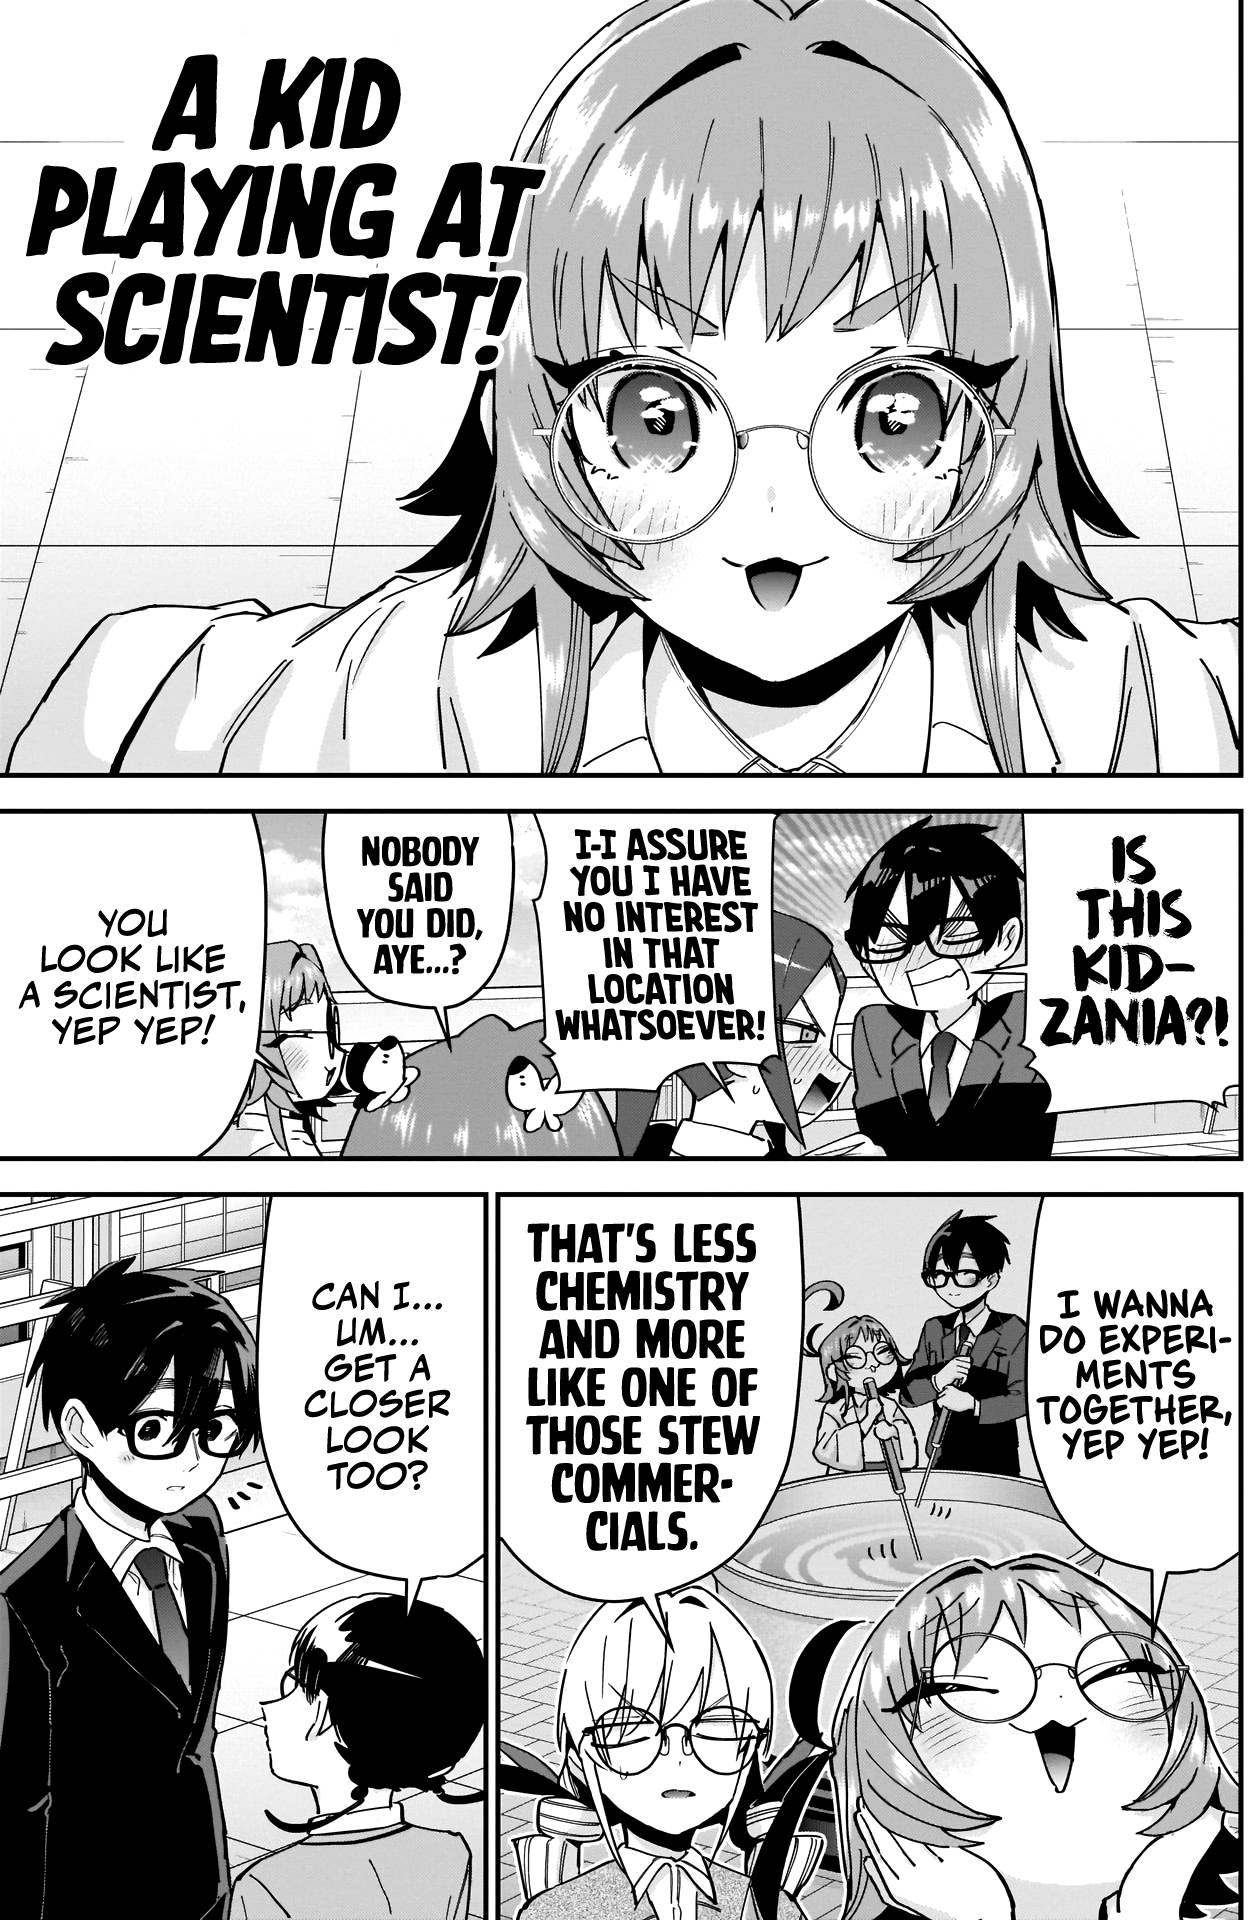 A KID
PLAYING AT
SCIENTIST!
IS
THIS
KID-
ZANIA?!
I-I ASSURE
YOU I HAVE
NO INTEREST
IN THAT
LOCATION
WHATSOEVER!
NOBODY
SAID
YOU DID,
AYE...?
YOU
LOOK LIKE
A SCIENTIST,
YEP YEP!
I WANNA
DO EXPERI-
MENTS
TOGETHER,
YEP YEP!
THAT'S LESS
CHEMISTRY
AND MORE
LIKE ONE OF
THOSE STEW
COMMER-
CIALS.
CAN I...
UM...
GET A
CLOSER
LOOK
TOO?